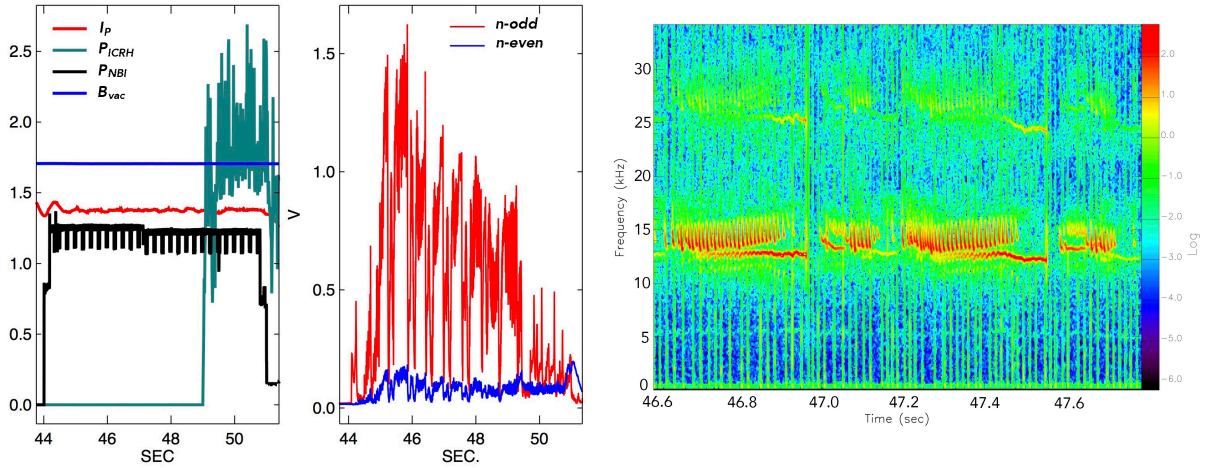 I_P
P_ICRH
P_NBI
B_vac
2.5
2.0
1.5
1.0
0.5
0.0
44 46 48 50
SEC
n-odd
n-even
1.5
1.0
0.5
0.0
V
44 46 48 50
SEC.
30
25
20
15
10
5
0
Frequency (kHz)
46.6 46.8 47.0 47.2 47.4 47.6
Time (sec)
2.0
1.0
0.0
−1.0
−2.0
−3.0
−4.0
−5.0
−6.0
Log